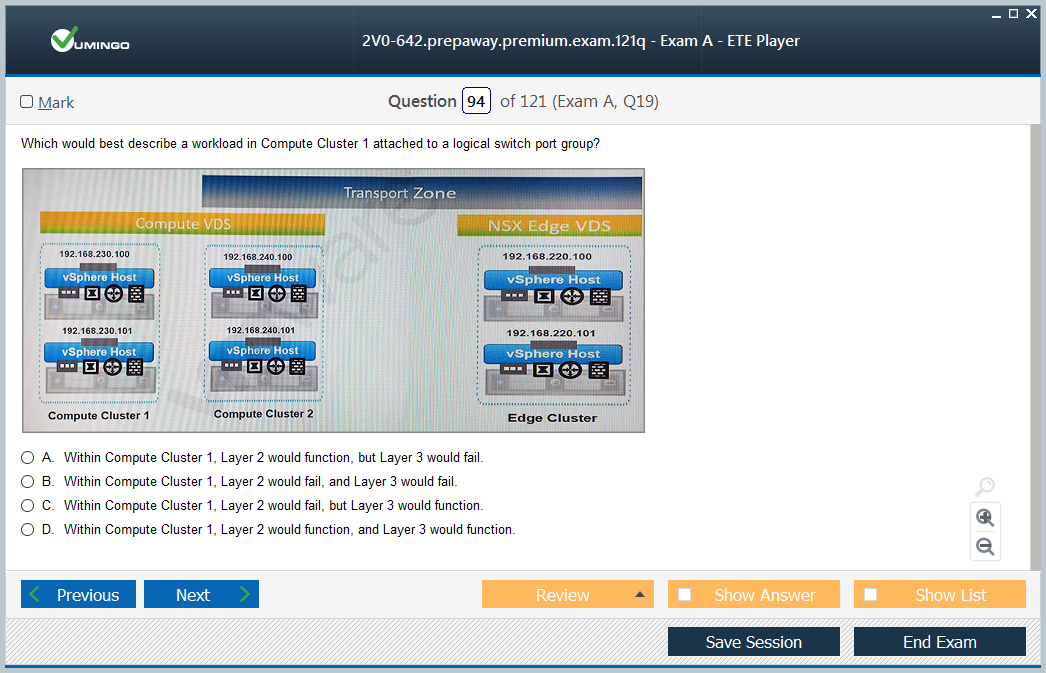 VUMINGO
2V0-642.prepaway.premium.exam.121q - Exam A - ETE Player
Mark
Question 94 of 121 (Exam A, Q19)
Which would best describe a workload in Compute Cluster 1 attached to a logical switch port group?
Transport Zone
Compute VDS
NSX Edge VDS
192.168.230.100
192.168.240.100
192.168.220.100
vSphere Host
vSphere Host
vSphere Host
192.168.230.101
192.168.240.101
192.168.220.101
vSphere Host
vSphere Host
vSphere Host
Compute Cluster 1
Compute Cluster 2
Edge Cluster
A. Within Compute Cluster 1, Layer 2 would function, but Layer 3 would fail.
B. Within Compute Cluster 1, Layer 2 would fail, and Layer 3 would fail.
C. Within Compute Cluster 1, Layer 2 would fail, but Layer 3 would function.
D. Within Compute Cluster 1, Layer 2 would function, and Layer 3 would function.
Previous
Next
Review
Show Answer
Show List
Save Session
End Exam